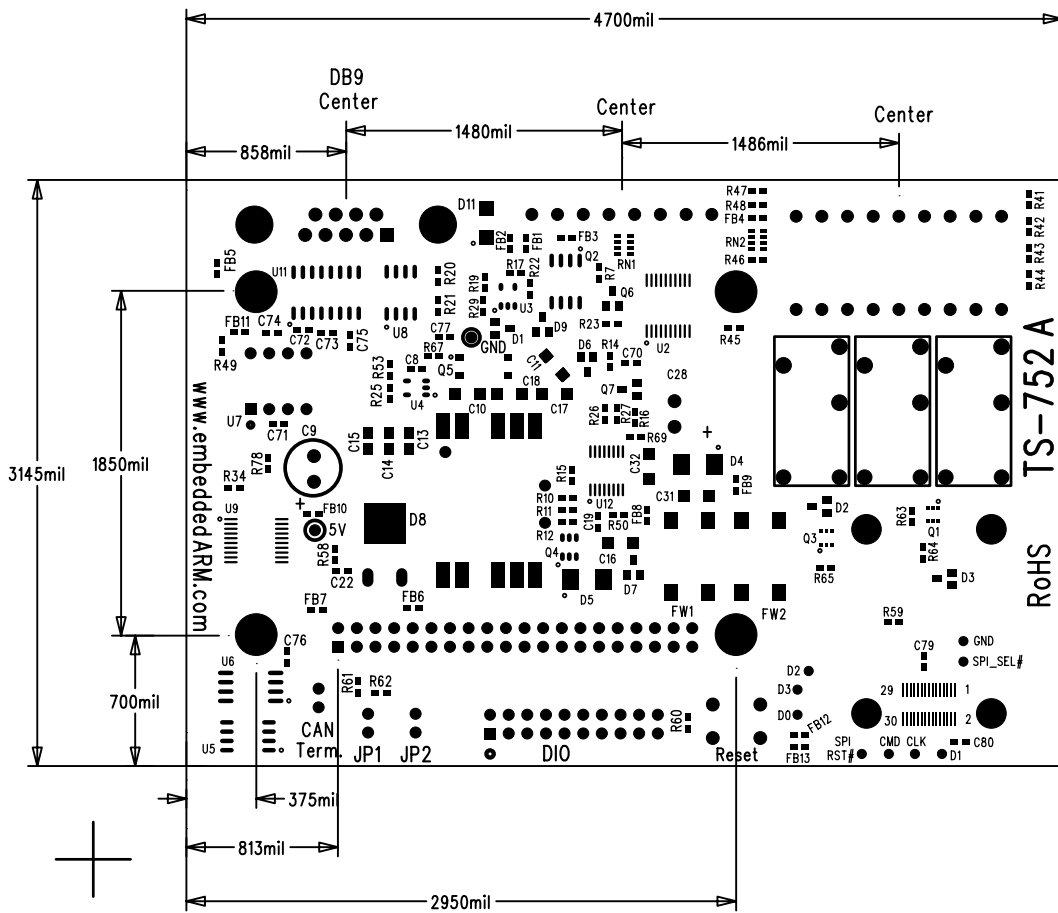 4700mil
DB9
Center
Center
Center
1480mil
1486mil
858mil
R47
R48
FB4
RN2
R46
R41
R42
R43
R44
D11
FB2
FB1
FB3
Q2
RN1
FB5
U11
R20
R21
R19
R29
R17
R22
U3
R7
Q6
U8
D9
R23
U2
R45
FB11
C74
C72
C73
C75
C77
GND
D1
R49
R67
Q5
C11
D6
R14
C70
R53
R25
C8
U4
C10
C18
C17
Q7
C28
R26
R27
R16
TS-752 A
www.embeddedARM.com
U7
C71
C9
C15
C14
C13
R69
+
3145mil
1850mil
R78
R34
R15
C32
D4
FB9
U9
+
FB10
5V
D8
R10
R11
R12
U12
C31
C19
R50
FB8
D2
R63
Q1
Q3
R58
C22
Q4
C16
R64
D3
R65
D5
D7
RoHS
FB7
FB6
FW1
FW2
R59
C76
GND
C79
SPI_SEL#
700mil
U6
R61
R62
D2
D3
29
1
D0
FB12
30
2
U5
CAN
Term.
JP1
JP2
DIO
R60
Reset
FB13
SPI
RST#
CMD
CLK
D1
C80
375mil
813mil
2950mil